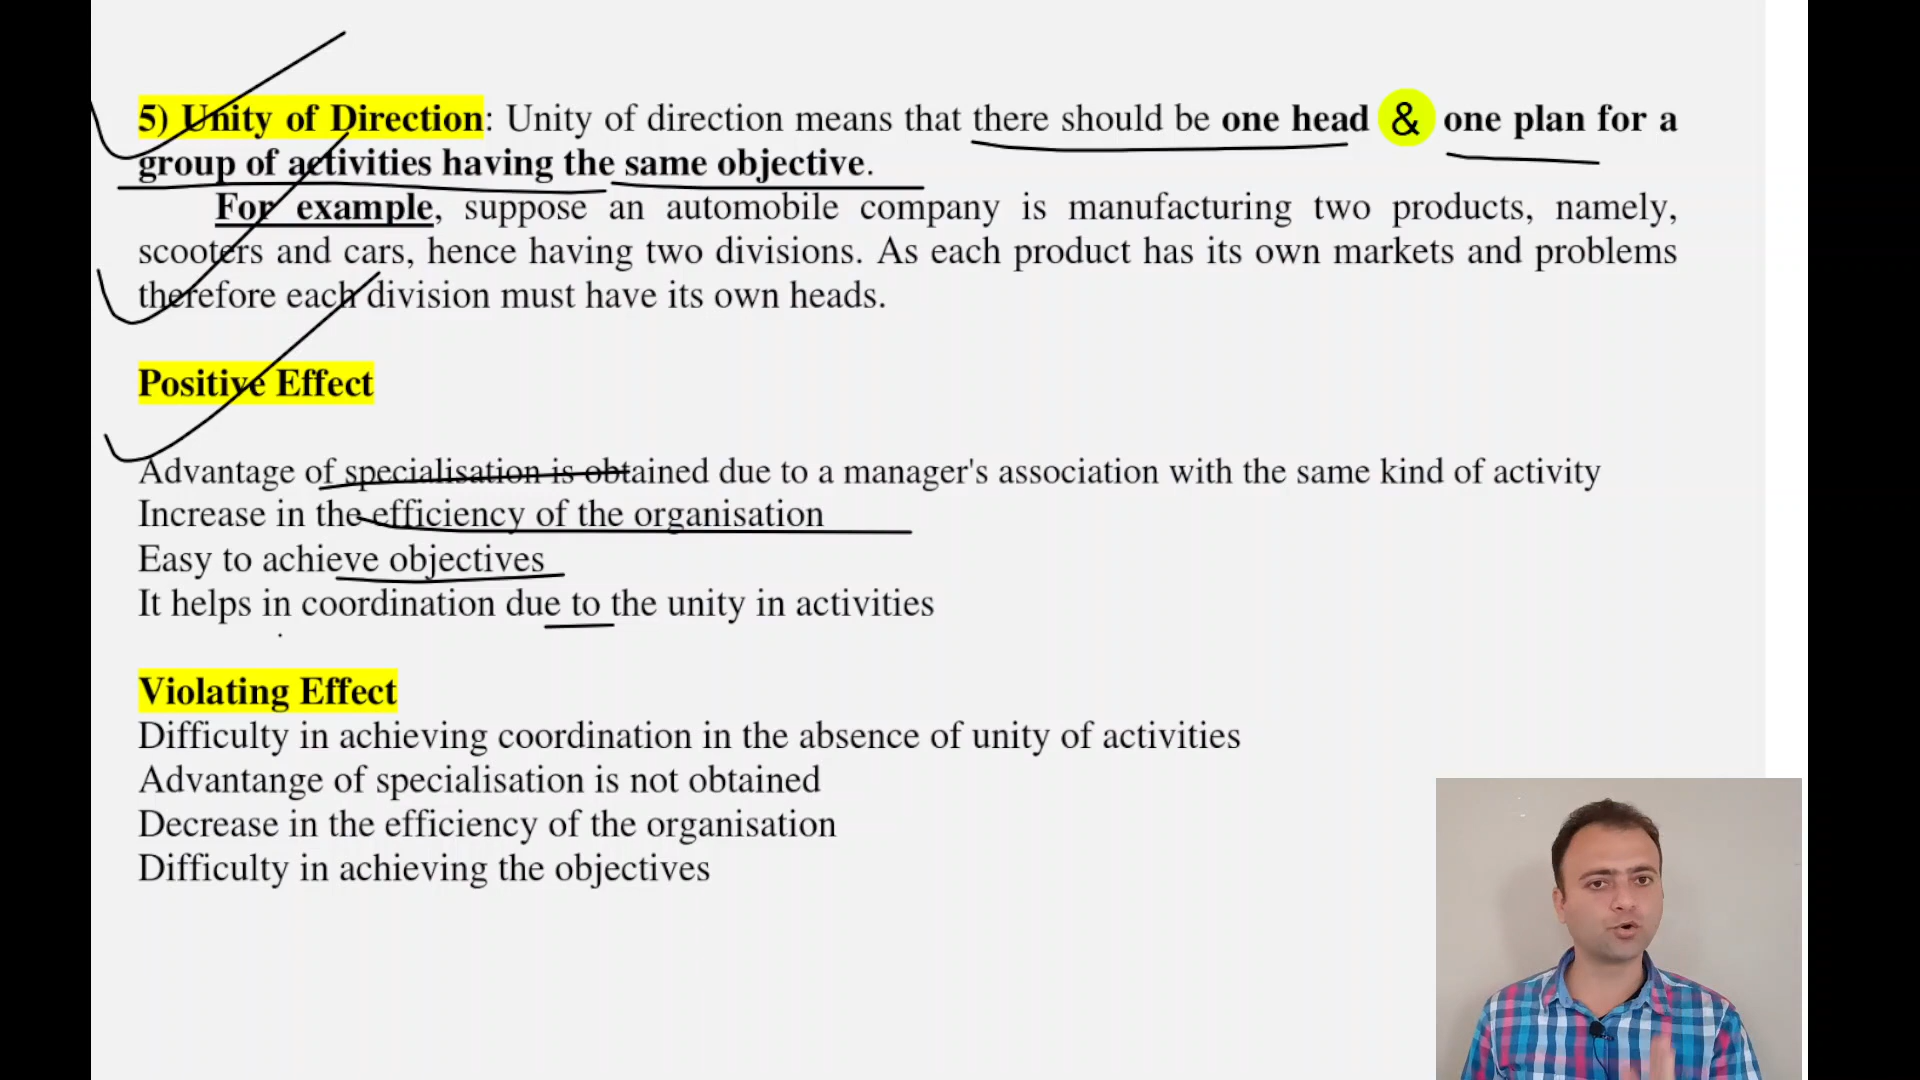 5) Unity of Direction: Unity of direction means that there should be one head & one plan for a
group of activities having the same objective.
For example, suppose an automobile company is manufacturing two products, namely,
scooters and cars, hence having two divisions. As each product has its own markets and problems
therefore each division must have its own heads.
Positive Effect
Advantage of specialisation is obtained due to a manager's association with the same kind of activity
Increase in the efficiency of the organisation
Easy to achieve objectives
It helps in coordination due to the unity in activities
Violating Effect
Difficulty in achieving coordination in the absence of unity of activities
Advantange of specialisation is not obtained
Decrease in the efficiency of the organisation
Difficulty in achieving the objectives